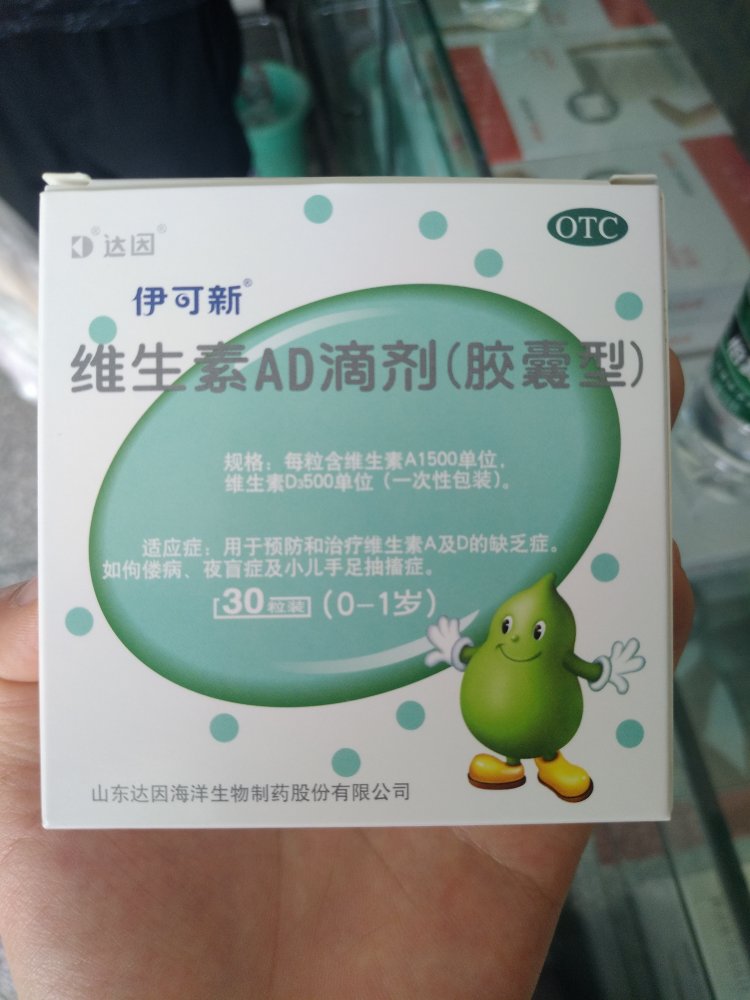 达因
OTC
伊可新
维生素AD滴剂(胶囊型)
规格：每粒含维生素A1500单位，
维生素D₃500单位（一次性包装）。
适应症：用于预防和治疗维生素A及D的缺乏症。
如佝偻病、夜盲症及小儿手足抽搐症。
30粒装（0-1岁）
山东达因海洋生物制药股份有限公司